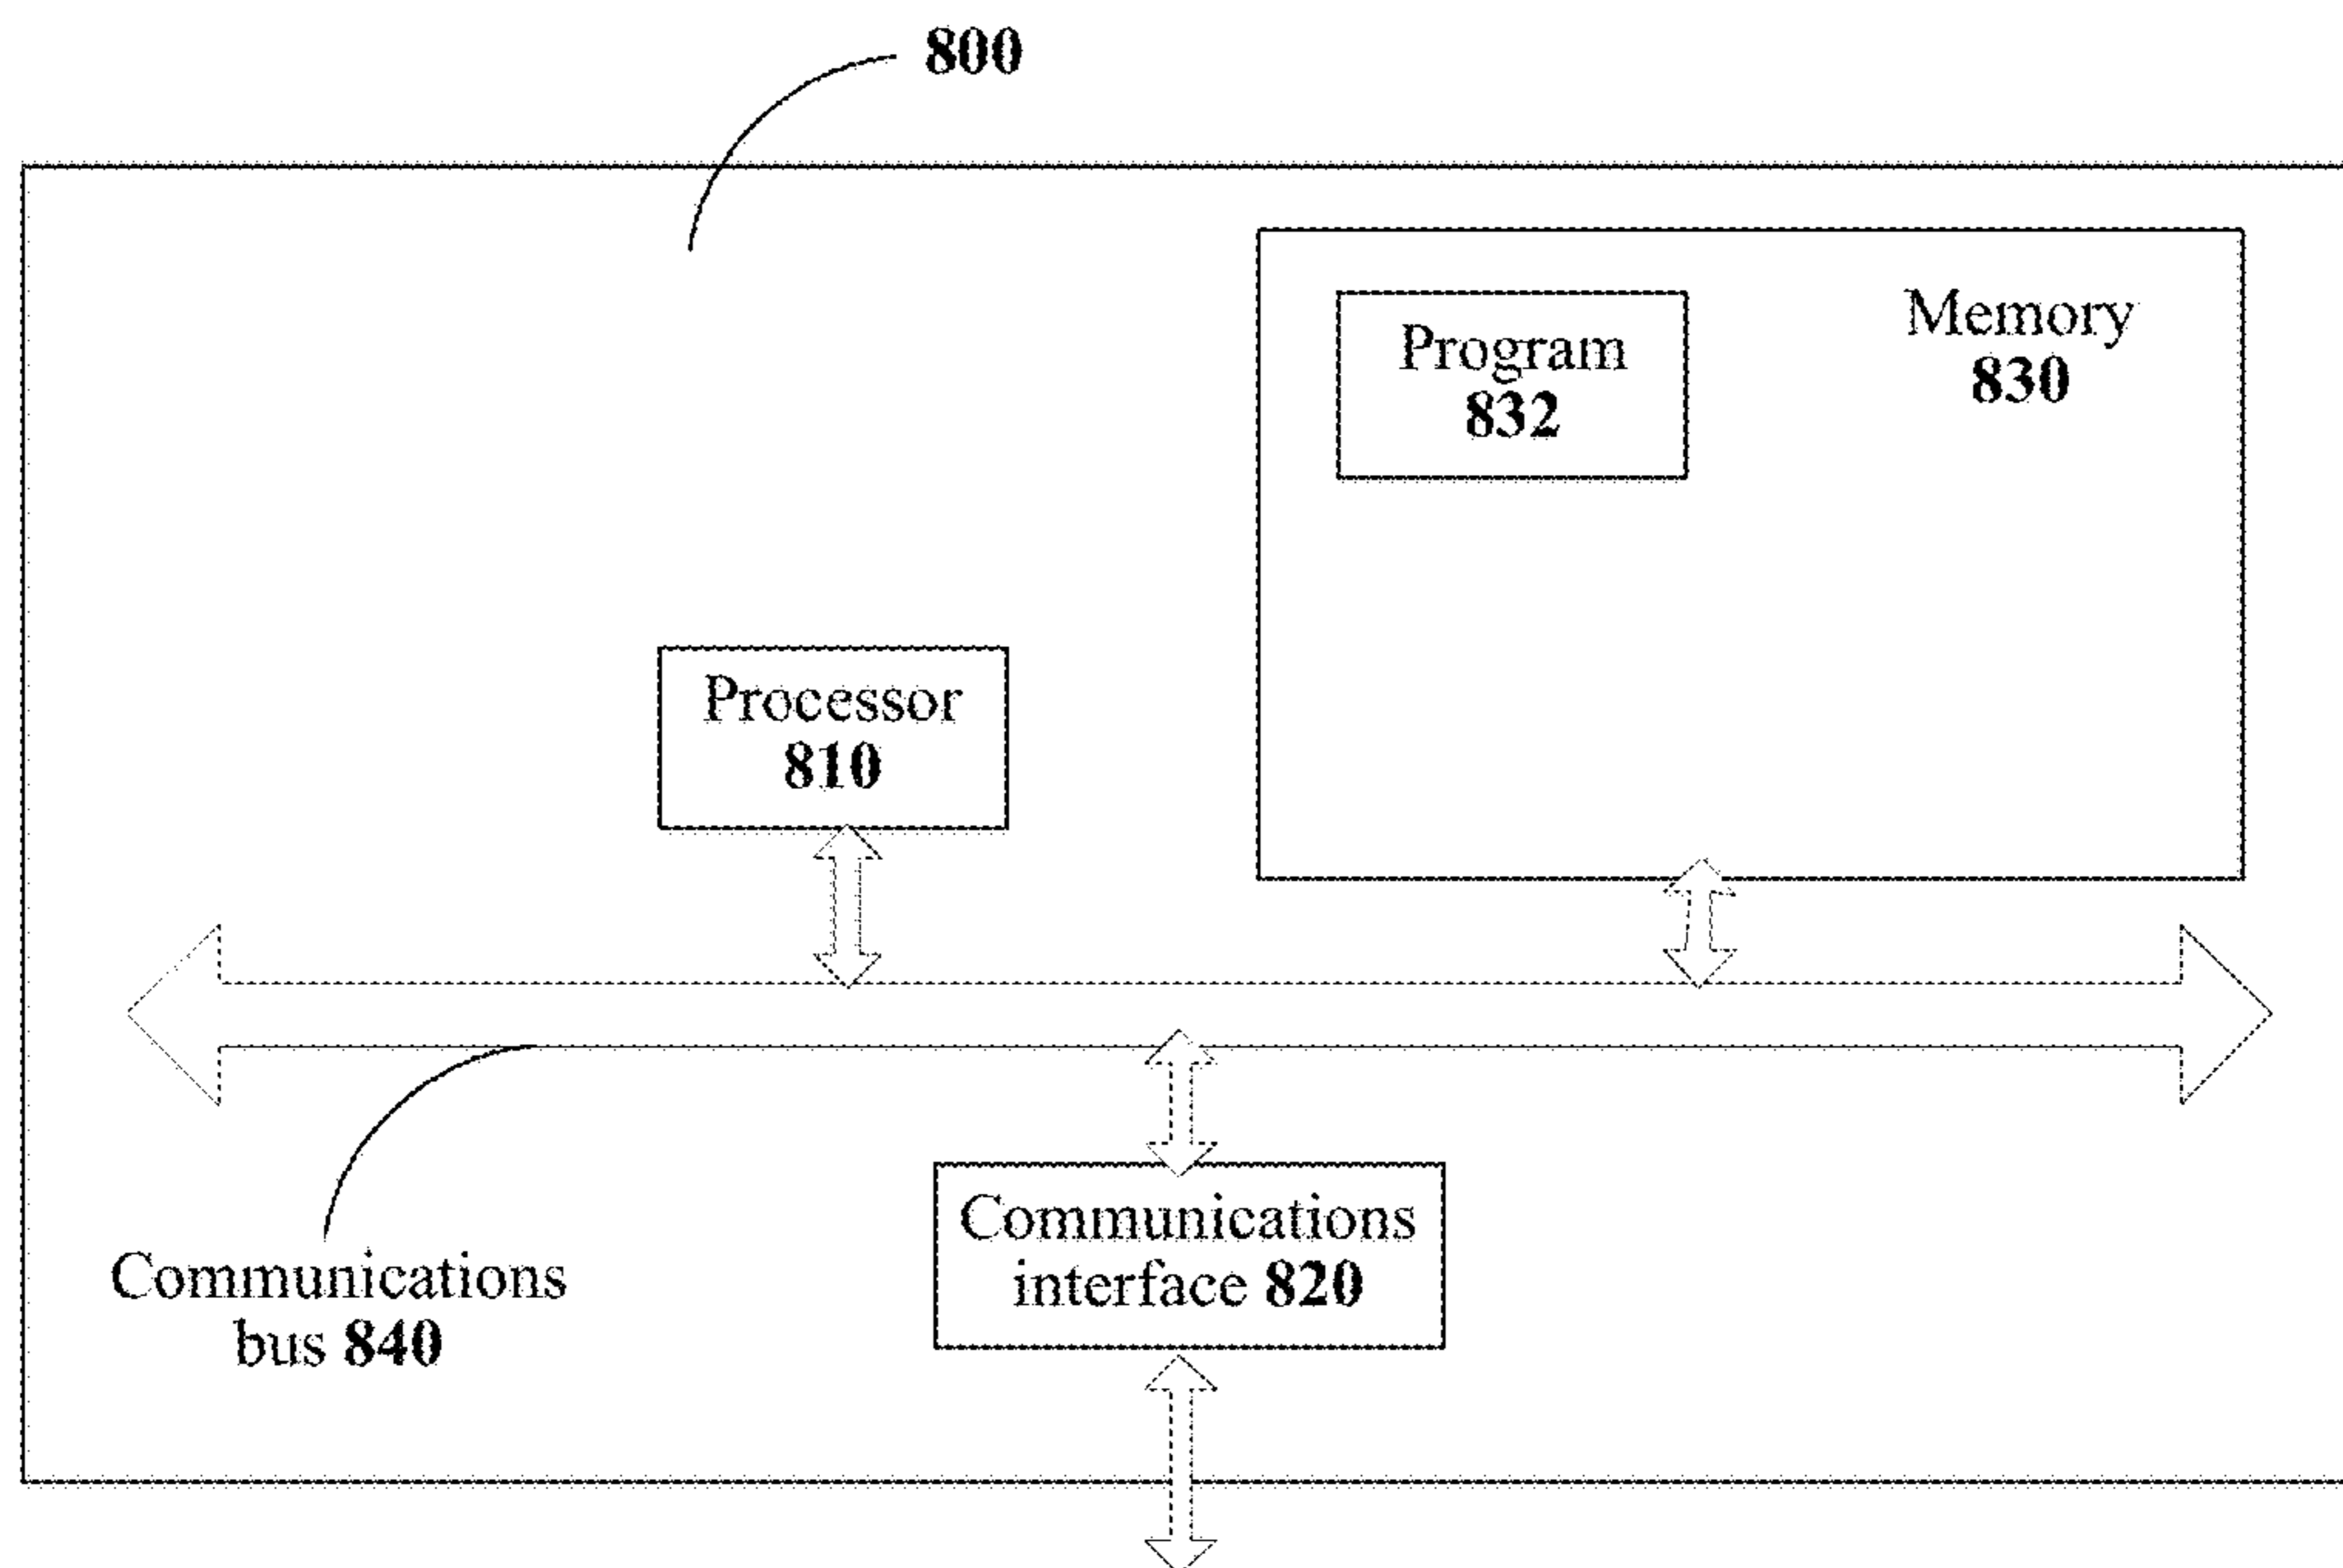 800
Memory
830
Program
832
Processor
810
Communications
interface 820
Communications
bus 840